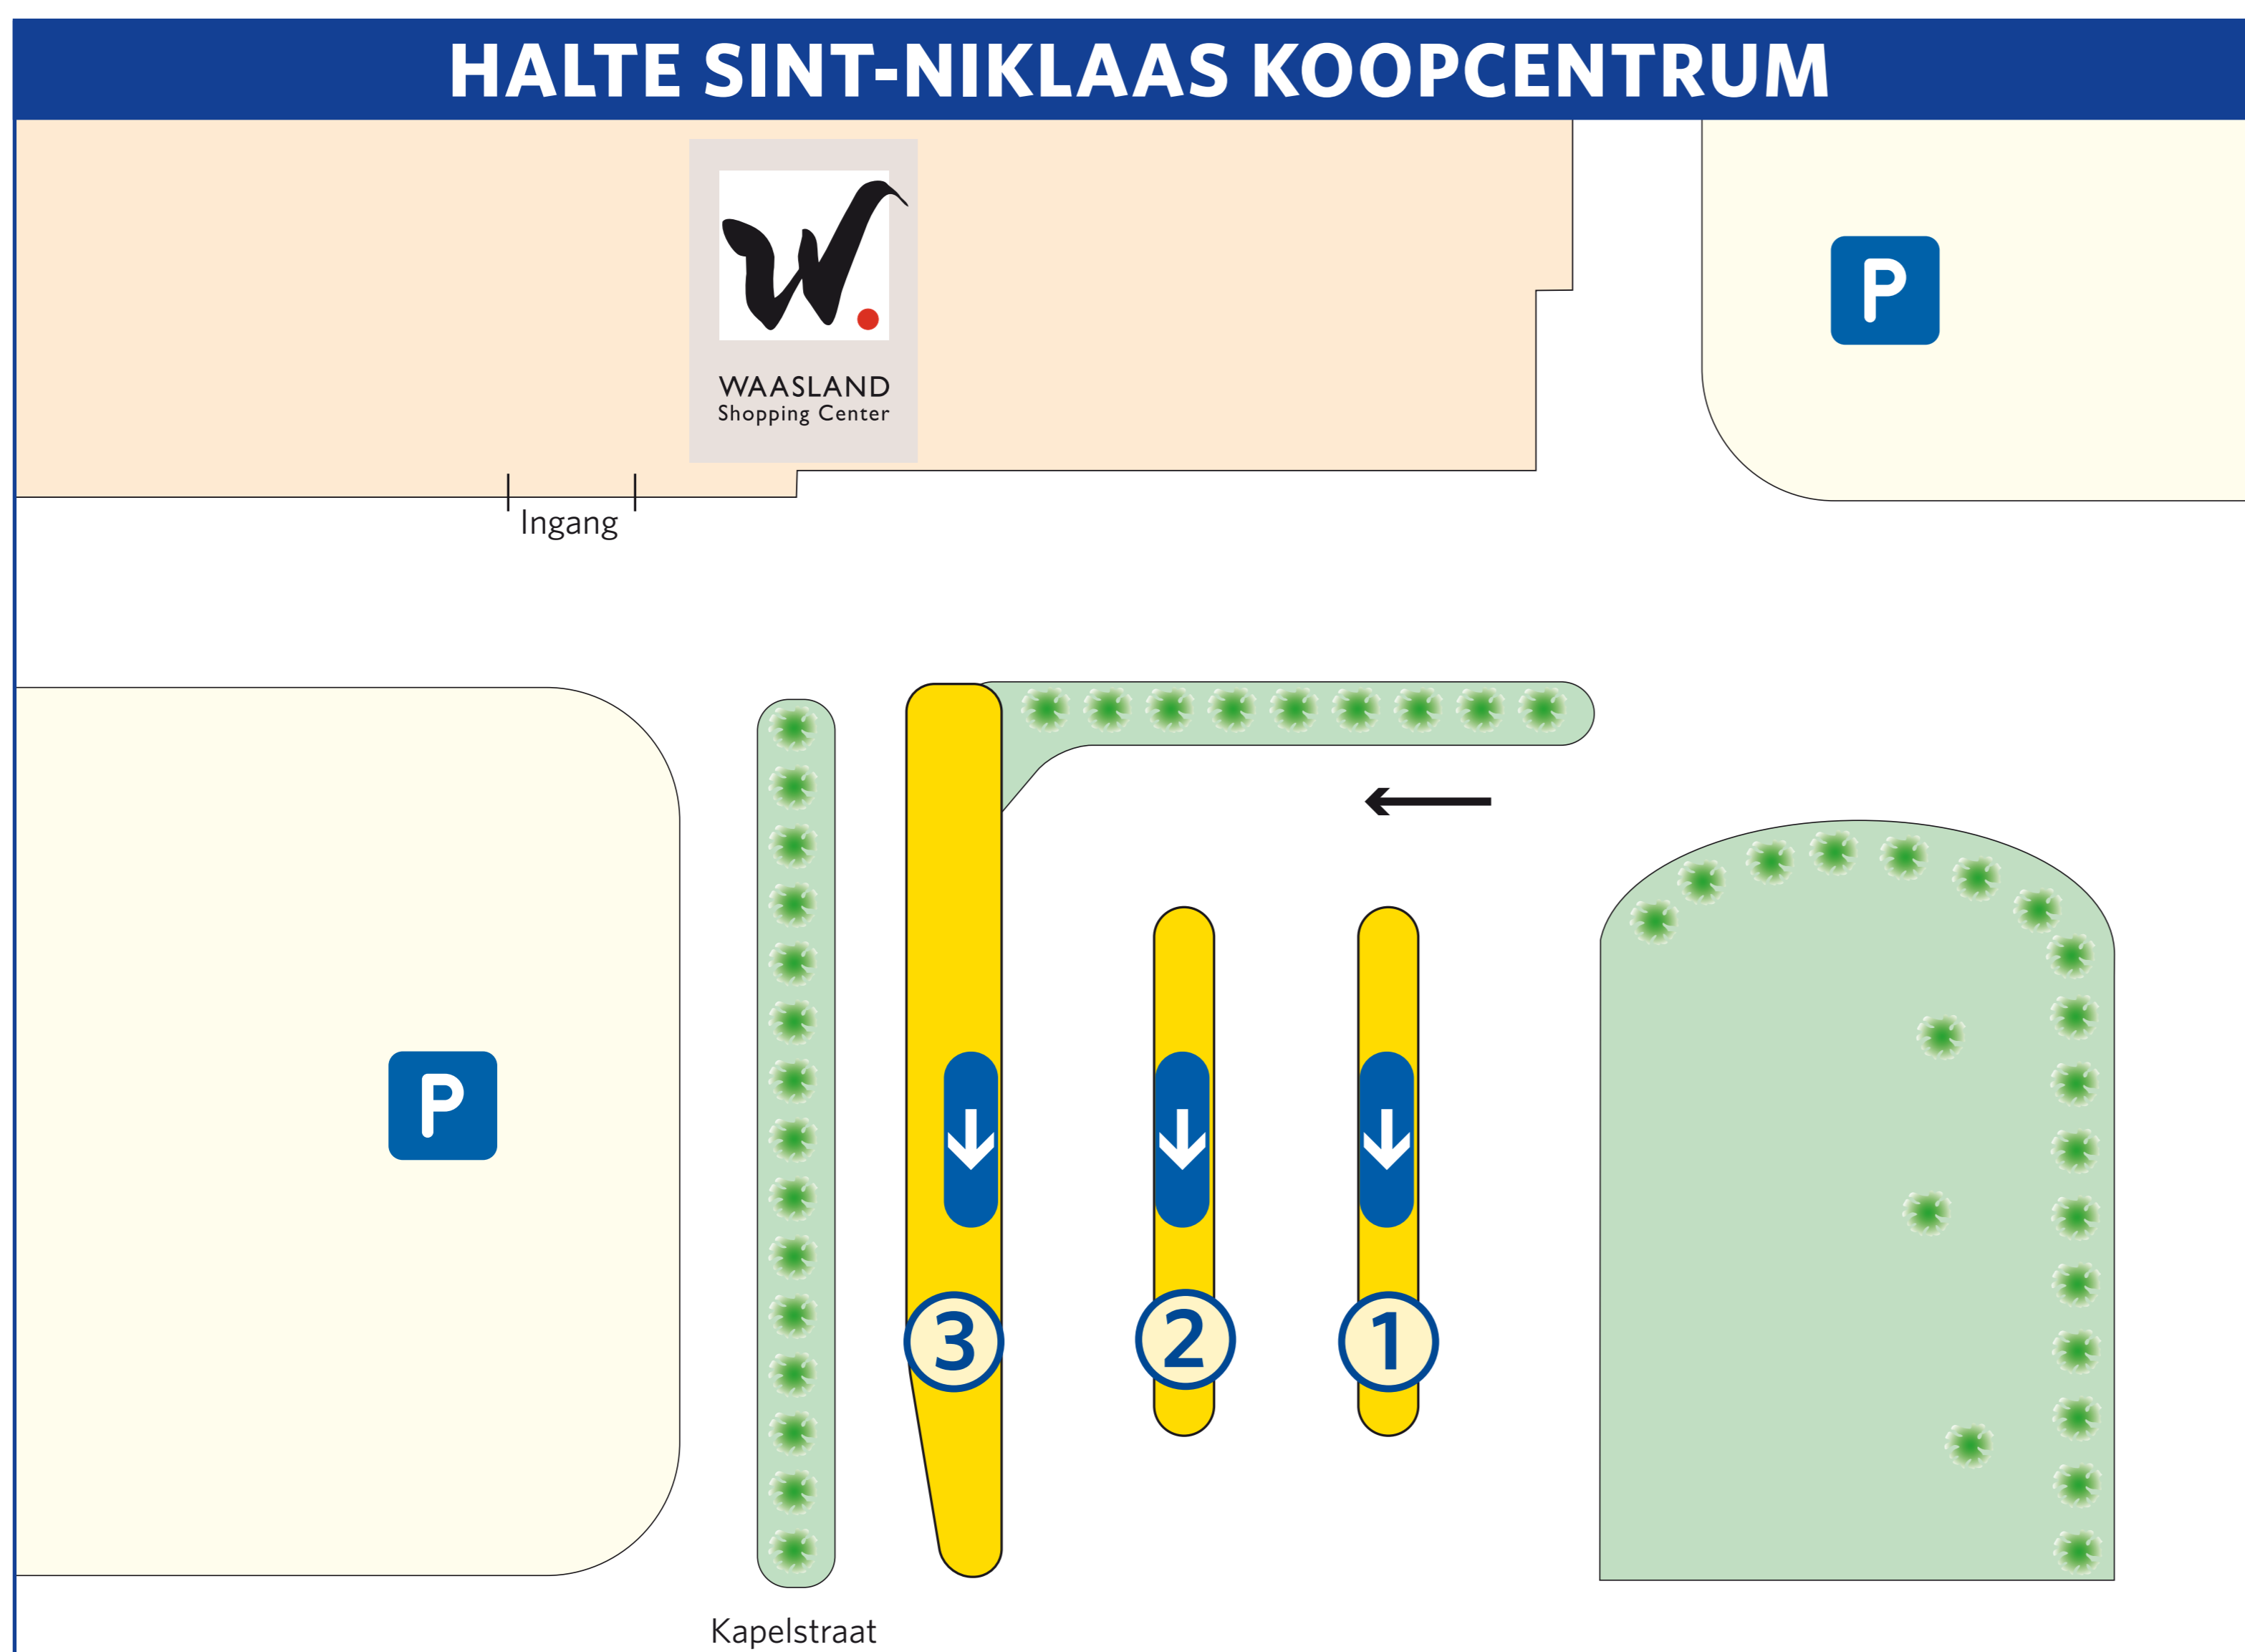 HALTE SINT-NIKLAAS KOOPCENTRUM
W.
WAASLAND
Shopping Center
P
Ingang
P
3
2
1
Kapelstraat